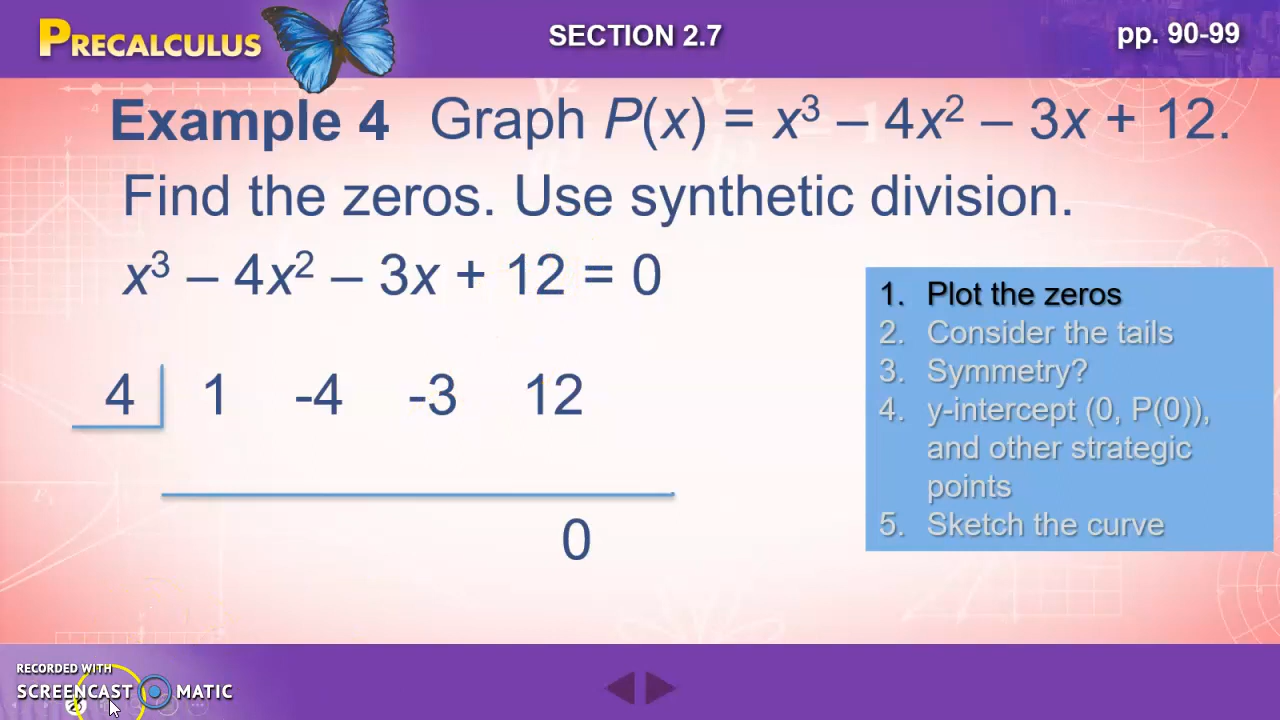 PRECALCULUS
SECTION 2.7
pp. 90-99
Example 4 Graph P(x) = x³ – 4x² – 3x + 12.
Find the zeros. Use synthetic division.
x³ – 4x² – 3x + 12 = 0
4 1 -4 -3 12
0
1. Plot the zeros
2. Consider the tails
3. Symmetry?
4. y-intercept (0, P(0)),
and other strategic
points
5. Sketch the curve
RECORDED WITH
SCREENCAST MATIC